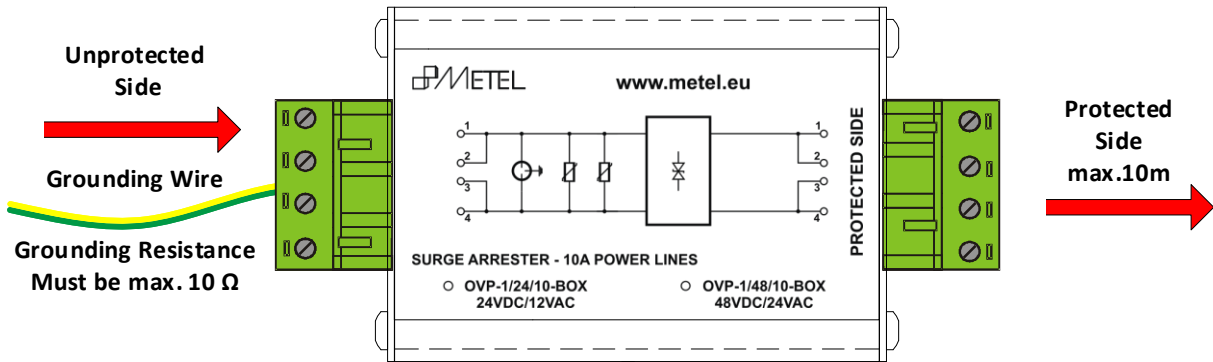 Unprotected
Side
Grounding Wire
Grounding Resistance
Must be max. 10 Ω
METEL
www.metel.eu
1
2
3
4
1
2
3
4
PROTECTED SIDE
SURGE ARRESTER - 10A POWER LINES
OVP-1/24/10-BOX
24VDC/12VAC
OVP-1/48/10-BOX
48VDC/24VAC
Protected
Side
max.10m